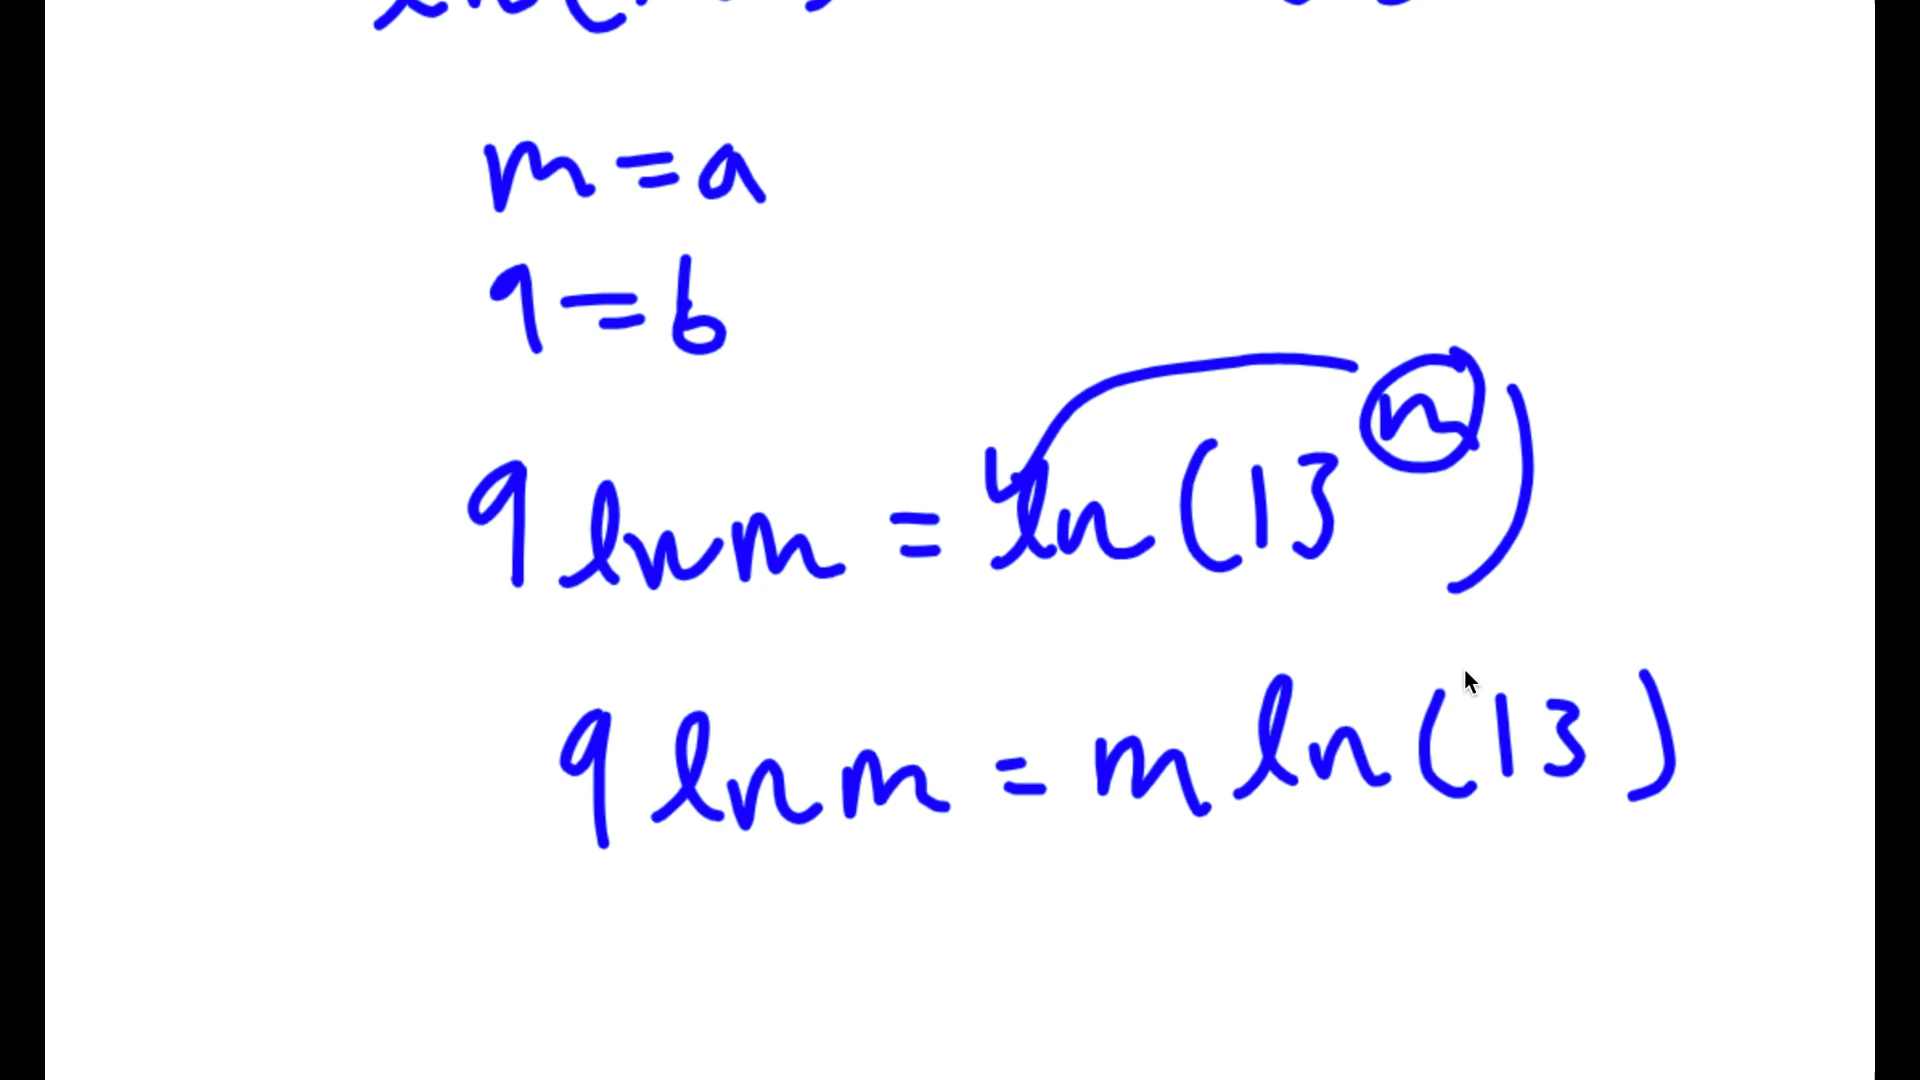 m = a
9 = b
9 ln m = ln (13^m)
9 ln m = m ln (13)